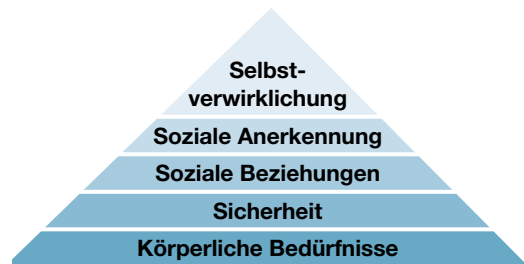 Selbst-
verwirklichung
Soziale Anerkennung
Soziale Beziehungen
Sicherheit
Körperliche Bedürfnisse